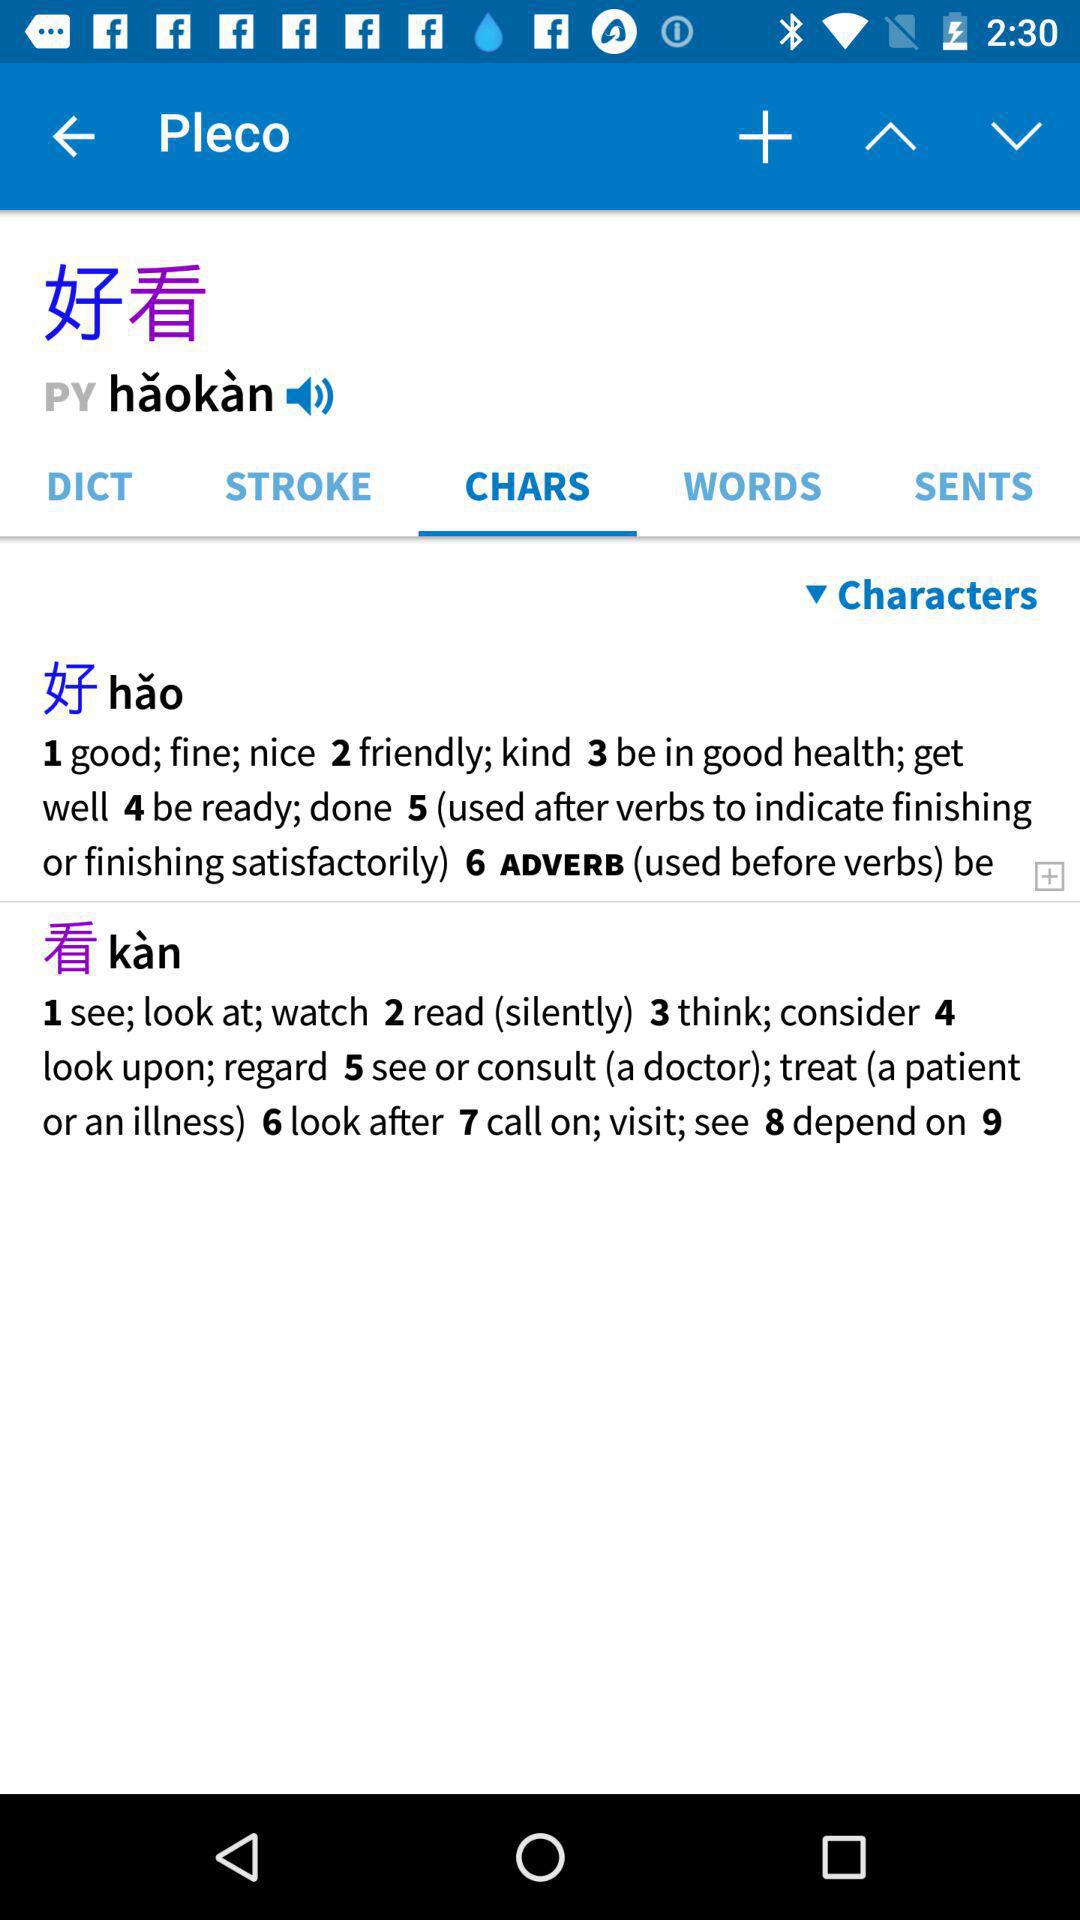 2:30
Pleco
好看
PY hǎokàn
DICT STROKE CHARS WORDS SENTS
▼ Characters
好 hǎo
1 good; fine; nice 2 friendly; kind 3 be in good health; get
well 4 be ready; done 5 (used after verbs to indicate finishing
or finishing satisfactorily) 6 ADVERB (used before verbs) be
看 kàn
1 see; look at; watch 2 read (silently) 3 think; consider 4
look upon; regard 5 see or consult (a doctor); treat (a patient
or an illness) 6 look after 7 call on; visit; see 8 depend on 9